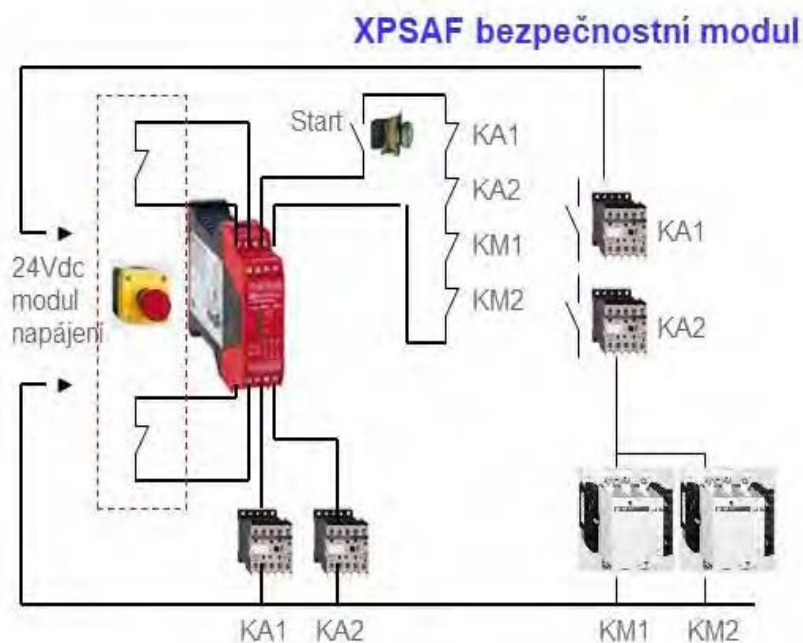 XPSAF bezpečnostní modul
Start
KA1
KA2
KM1
KM2
KA1
KA2
24Vdc
modul
napájení
KA1 KA2
KM1 KM2